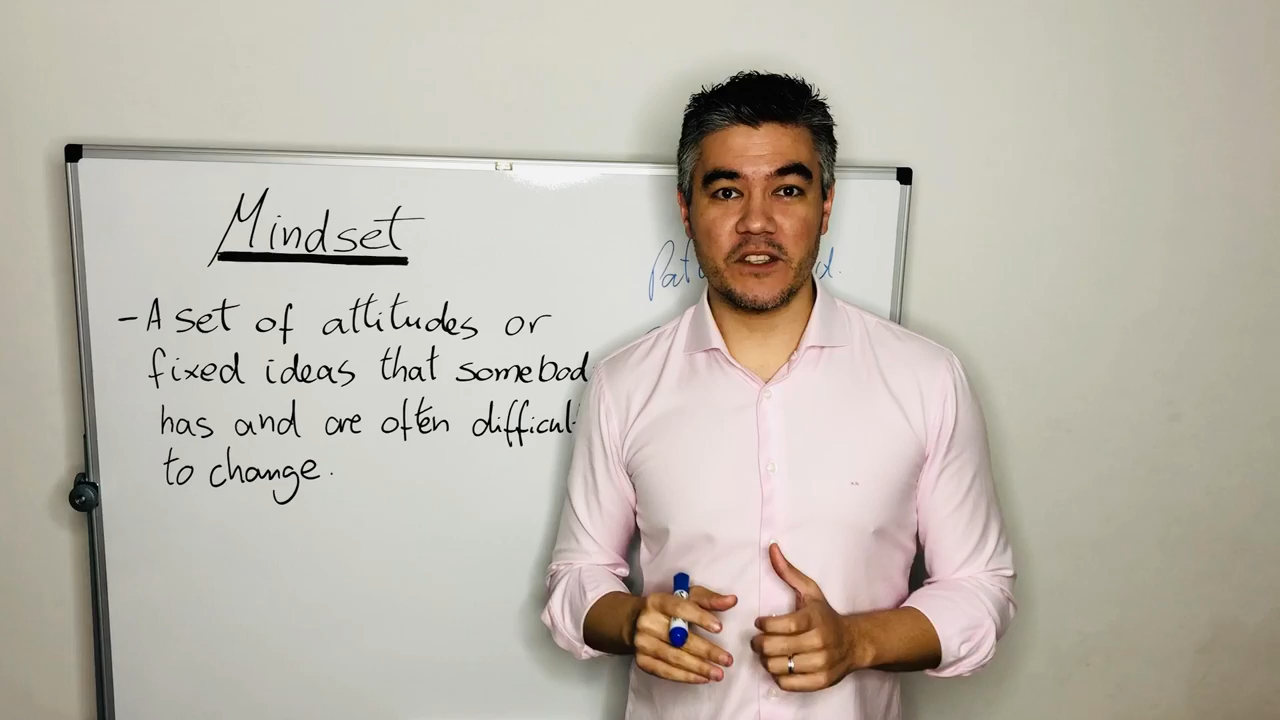 Mindset
- A set of attitudes or
fixed ideas that somebod
has and are often difficul
to change.